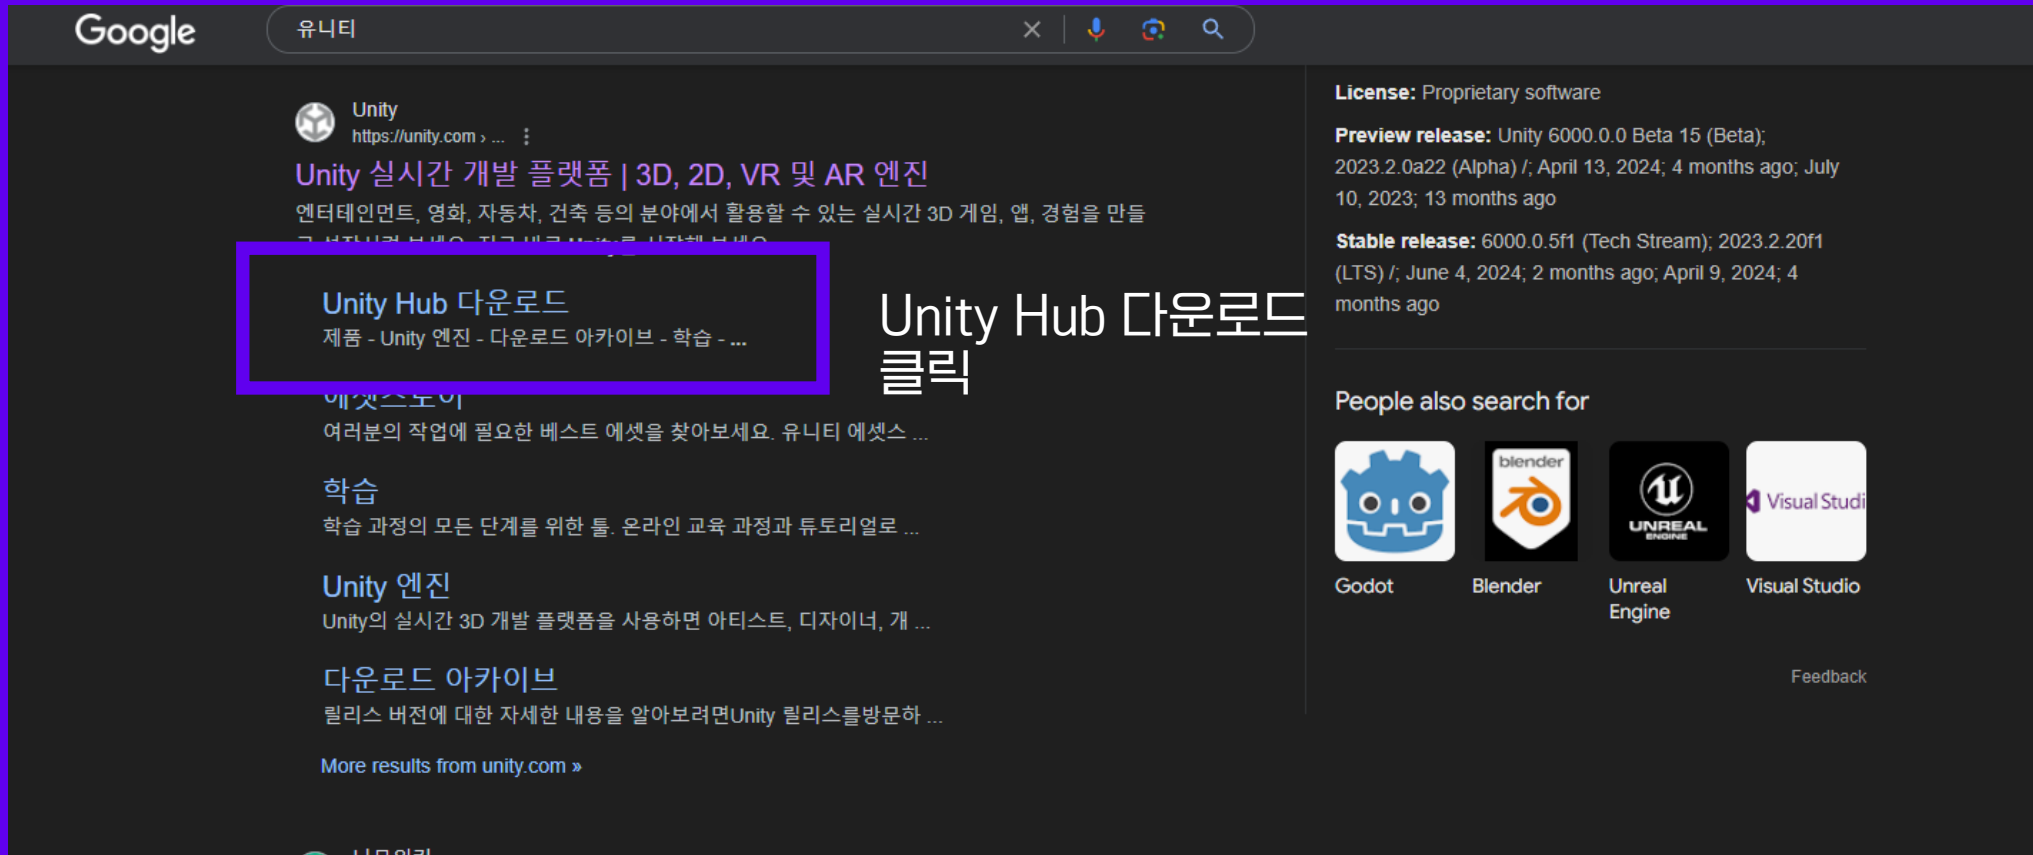 Google
유니티
Unity
https://unity.com › ...
Unity 실시간 개발 플랫폼 | 3D, 2D, VR 및 AR 엔진
엔터테인먼트, 영화, 자동차, 건축 등의 분야에서 활용할 수 있는 실시간 3D 게임, 앱, 경험을 만들
Unity Hub 다운로드
제품 - Unity 엔진 - 다운로드 아카이브 - 학습 - ...
Unity Hub 다운로드
클릭
에셋스토어
여러분의 작업에 필요한 베스트 에셋을 찾아보세요. 유니티 에셋스 ...
학습
학습 과정의 모든 단계를 위한 툴. 온라인 교육 과정과 튜토리얼로 ...
Unity 엔진
Unity의 실시간 3D 개발 플랫폼을 사용하면 아티스트, 디자이너, 개 ...
다운로드 아카이브
릴리스 버전에 대한 자세한 내용을 알아보려면Unity 릴리스를방문하 ...
More results from unity.com »
License: Proprietary software
Preview release: Unity 6000.0.0 Beta 15 (Beta);
2023.2.0a22 (Alpha) /; April 13, 2024; 4 months ago; July
10, 2023; 13 months ago
Stable release: 6000.0.5f1 (Tech Stream); 2023.2.20f1
(LTS) /; June 4, 2024; 2 months ago; April 9, 2024; 4
months ago
People also search for
blender
UNREAL
ENGINE
Visual Studi
Godot
Blender
Unreal
Engine
Visual Studio
Feedback